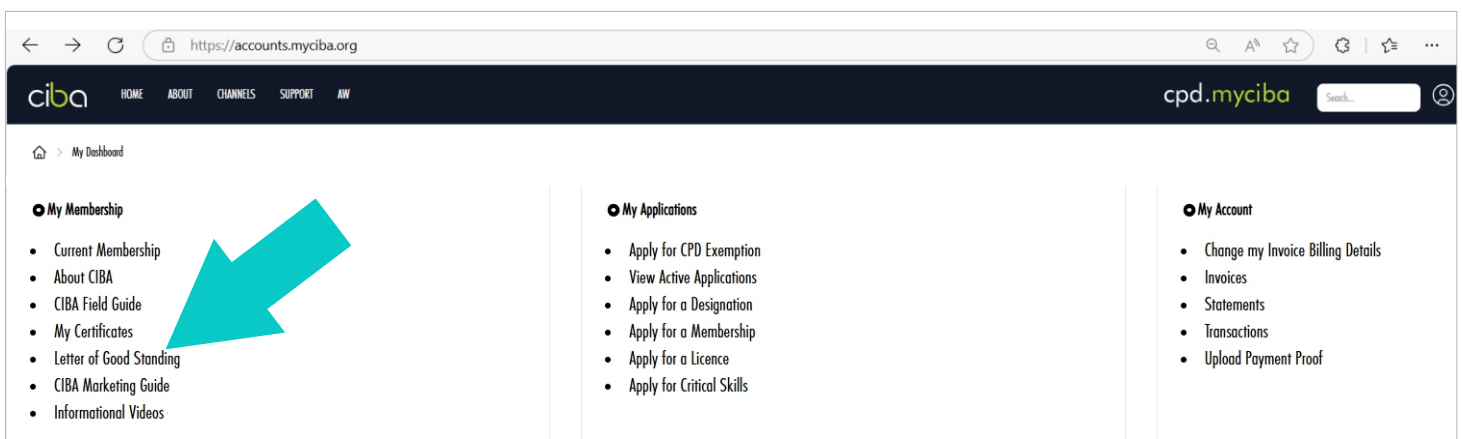 https://accounts.myciba.org
ciba HOME ABOUT CHANNELS SUPPORT AW cpd.myciba Search...
My Dashboard
My Membership
Current Membership
About CIBA
CIBA Field Guide
My Certificates
Letter of Good Standing
CIBA Marketing Guide
Informational Videos
My Applications
Apply for CPD Exemption
View Active Applications
Apply for a Designation
Apply for a Membership
Apply for a Licence
Apply for Critical Skills
My Account
Change my Invoice Billing Details
Invoices
Statements
Transactions
Upload Payment Proof